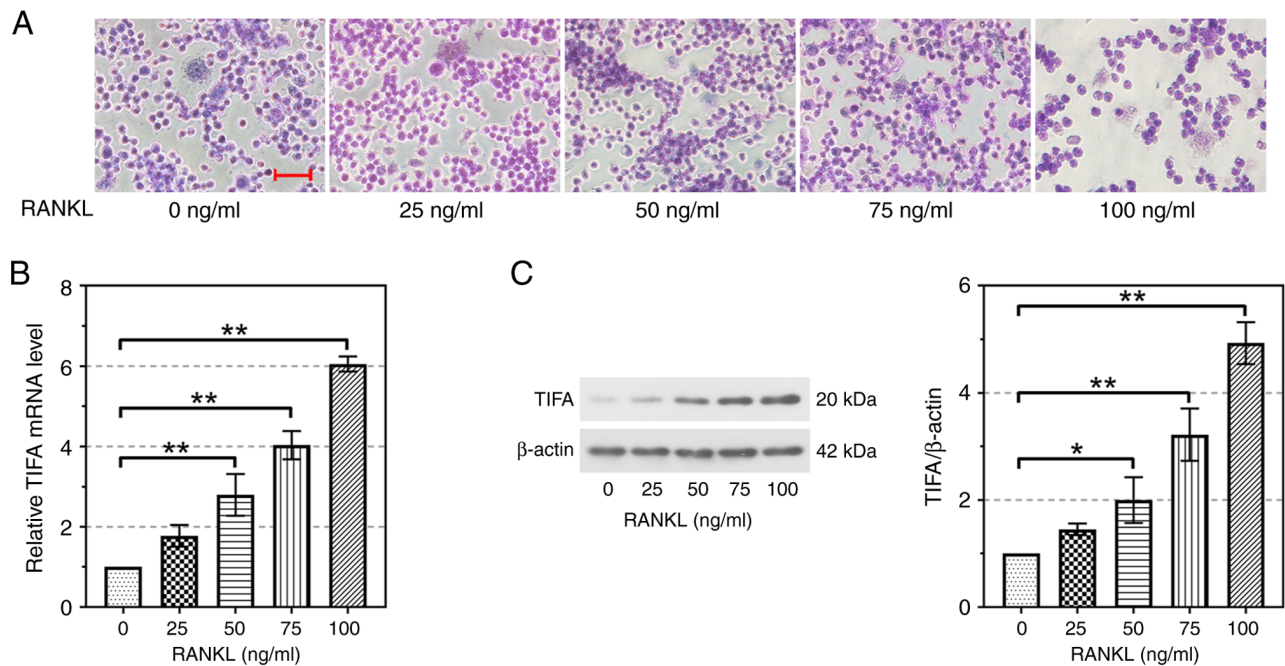 A
RANKL 0 ng/ml 25 ng/ml 50 ng/ml 75 ng/ml 100 ng/ml
B
Relative TIFA mRNA level
8
6
4
2
0
**
**
**
0 25 50 75 100
RANKL (ng/ml)
C
TIFA 20 kDa
β-actin 42 kDa
0 25 50 75 100
RANKL (ng/ml)
TIFA/β-actin
6
4
2
0
**
**
*
0 25 50 75 100
RANKL (ng/ml)